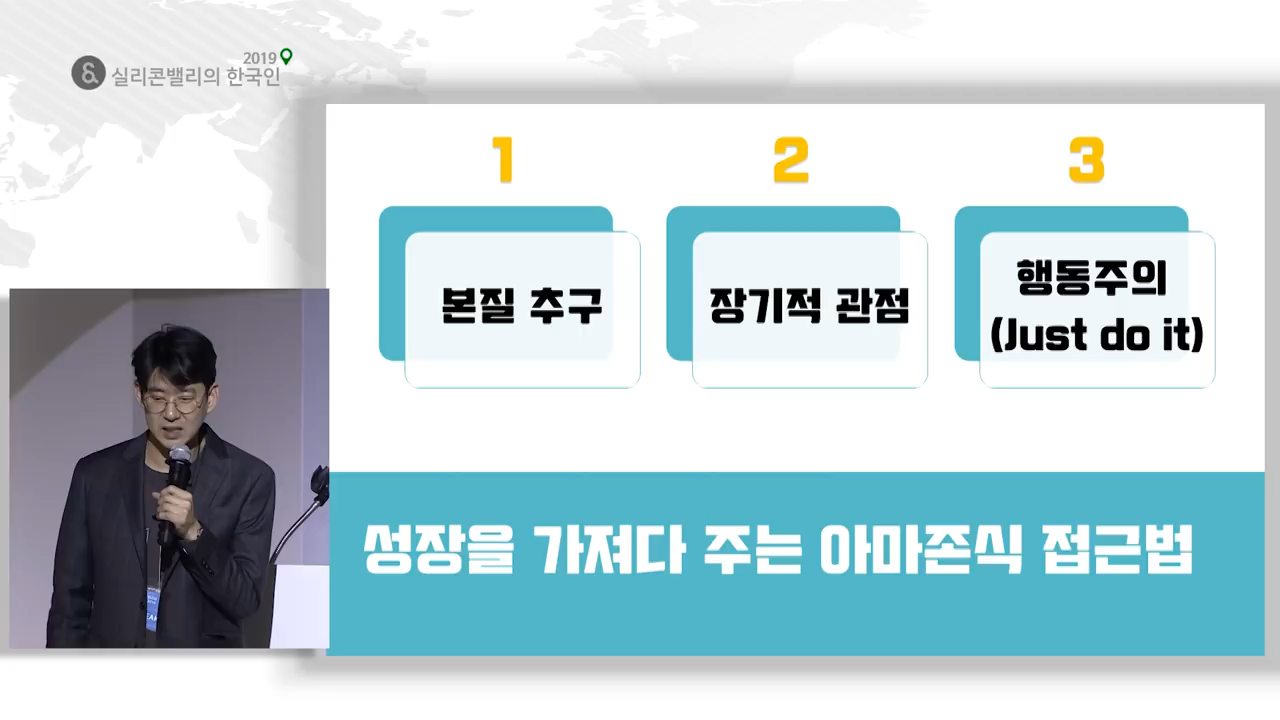 2019
& 실리콘밸리의 한국인
1
2
3
본질 추구
장기적 관점
행동주의
(Just do it)
성장을 가져다 주는 아마존식 접근법